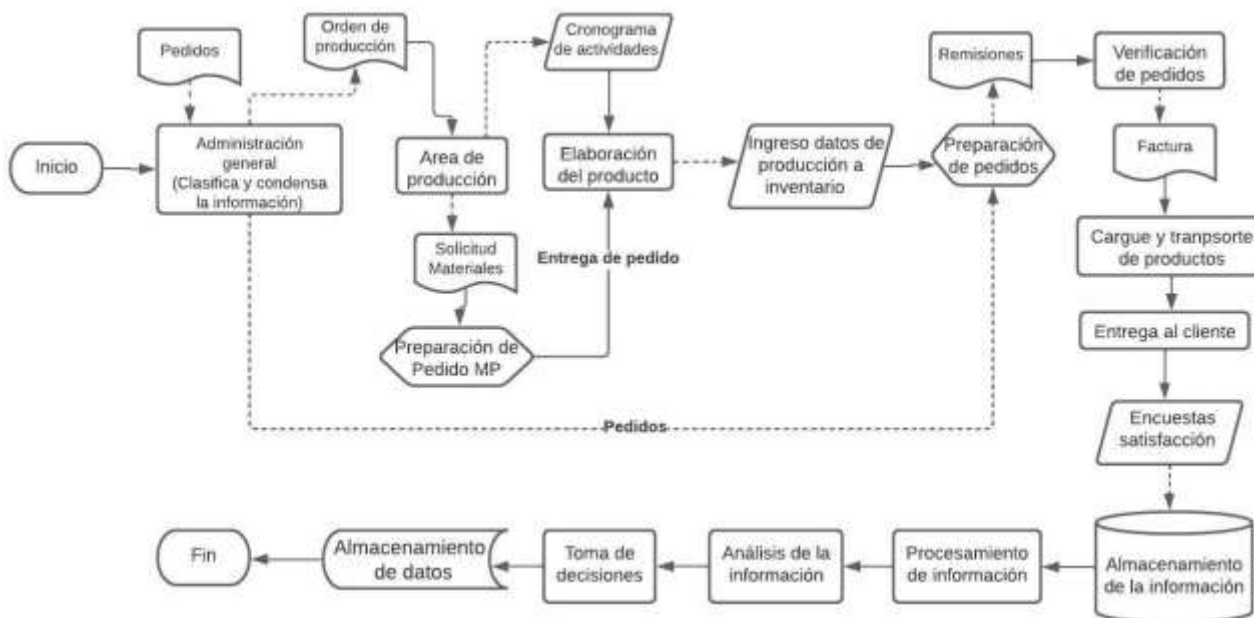 Pedidos
Orden de
producción
Cronograma
de actividades
Remisiones
Verificación
de pedidos
Inicio
Administración
general
(Clasifica y condensa
la información)
Area de
producción
Elaboración
del producto
Ingreso datos de
producción a
inventario
Preparación
de pedidos
Factura
Solicitud
Materiales
Entrega de pedido
Cargue y tranpsorte
de productos
Preparación de
Pedido MP
Entrega al cliente
Pedidos
Encuestas
satisfacción
Fin
Almacenamiento
de datos
Toma de
decisiones
Análisis de la
información
Procesamiento
de información
Almacenamiento
de la información